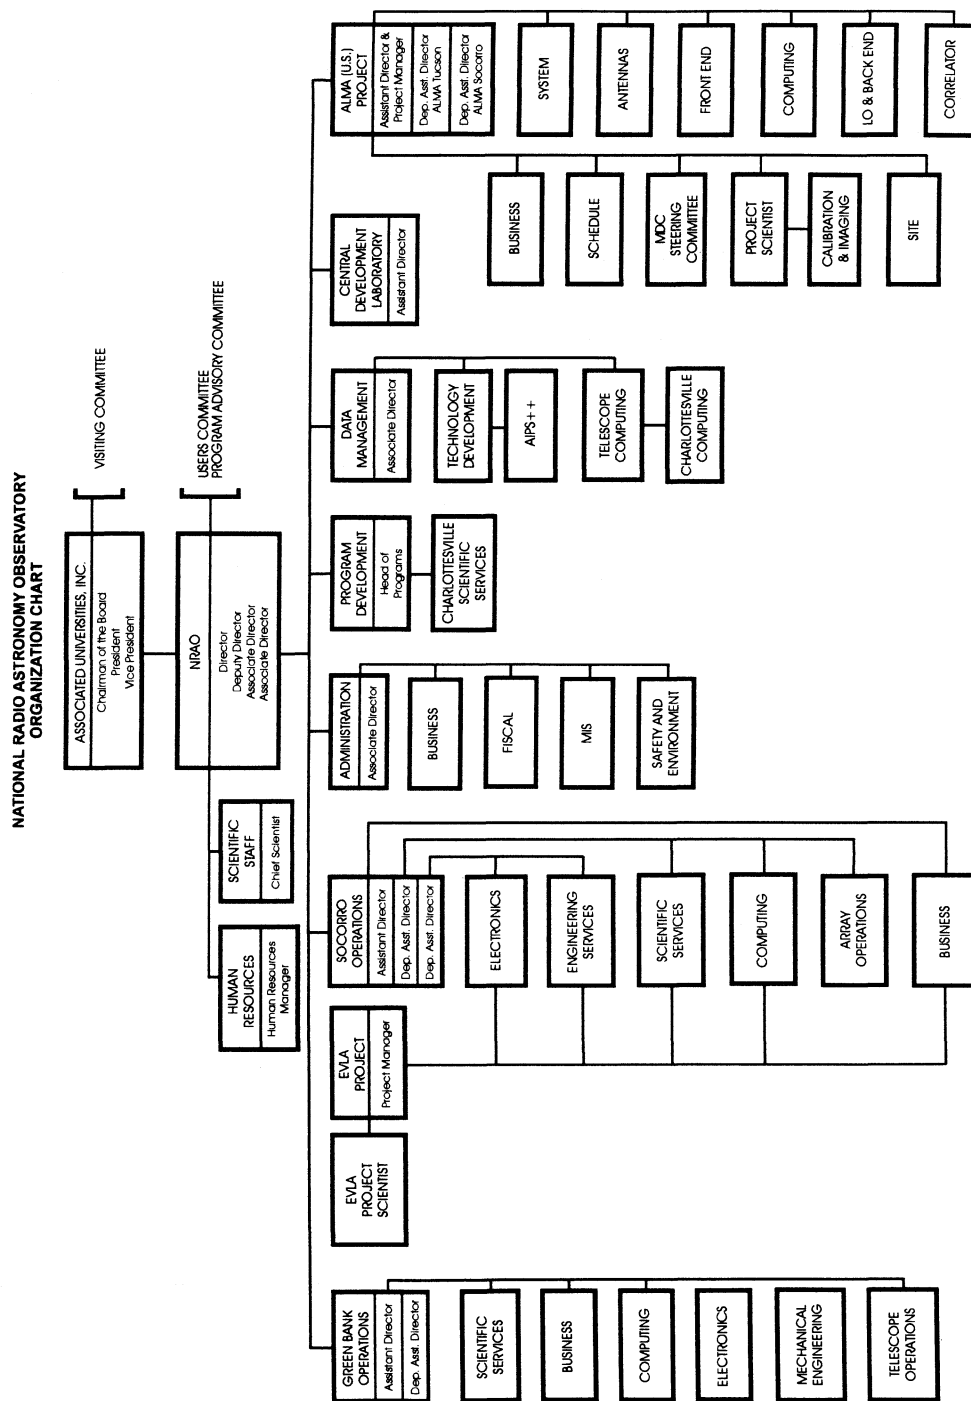 NATIONAL RADIO ASTRONOMY OBSERVATORY
ORGANIZATION CHART
ASSOCIATED UNIVERSITIES, INC.
Chairman of the Board
President
Vice President
VISITING COMMITTEE
NRAO
Director
Deputy Director
Associate Director
Associate Director
USERS COMMITTEE
PROGRAM ADVISORY COMMITTEE
HUMAN
RESOURCES
Human Resources
Manager
SCIENTIFIC
STAFF
Chief Scientist
GREEN BANK
OPERATIONS
Assistant Director
Dep. Asst. Director
SCIENTIFIC
SERVICES
BUSINESS
COMPUTING
ELECTRONICS
MECHANICAL
ENGINEERING
TELESCOPE
OPERATIONS
EVLA
PROJECT
SCIENTIST
EVLA
PROJECT
Project Manager
SOCORRO
OPERATIONS
Assistant Director
Dep. Asst. Director
Dep. Asst. Director
ELECTRONICS
ENGINEERING
SERVICES
SCIENTIFIC
SERVICES
COMPUTING
ARRAY
OPERATIONS
BUSINESS
ADMINISTRATION
Associate Director
BUSINESS
FISCAL
MIS
SAFETY AND
ENVIRONMENT
PROGRAM
DEVELOPMENT
Head of
Programs
CHARLOTTESVILLE
SCIENTIFIC
SERVICES
DATA
MANAGEMENT
Associate Director
TECHNOLOGY
DEVELOPMENT
AIPS++
TELESCOPE
COMPUTING
CHARLOTTESVILLE
COMPUTING
CENTRAL
DEVELOPMENT
LABORATORY
Assistant Director
ALMA (U.S.)
PROJECT
Assistant Director &
Project Manager
Dep. Asst. Director
ALMA Tucson
Dep. Asst. Director
ALMA Socorro
BUSINESS
SCHEDULE
MDC
STEERING
COMMITTEE
PROJECT
SCIENTIST
CALIBRATION
& IMAGING
SITE
SYSTEM
ANTENNAS
FRONT END
COMPUTING
LO & BACK END
CORRELATOR